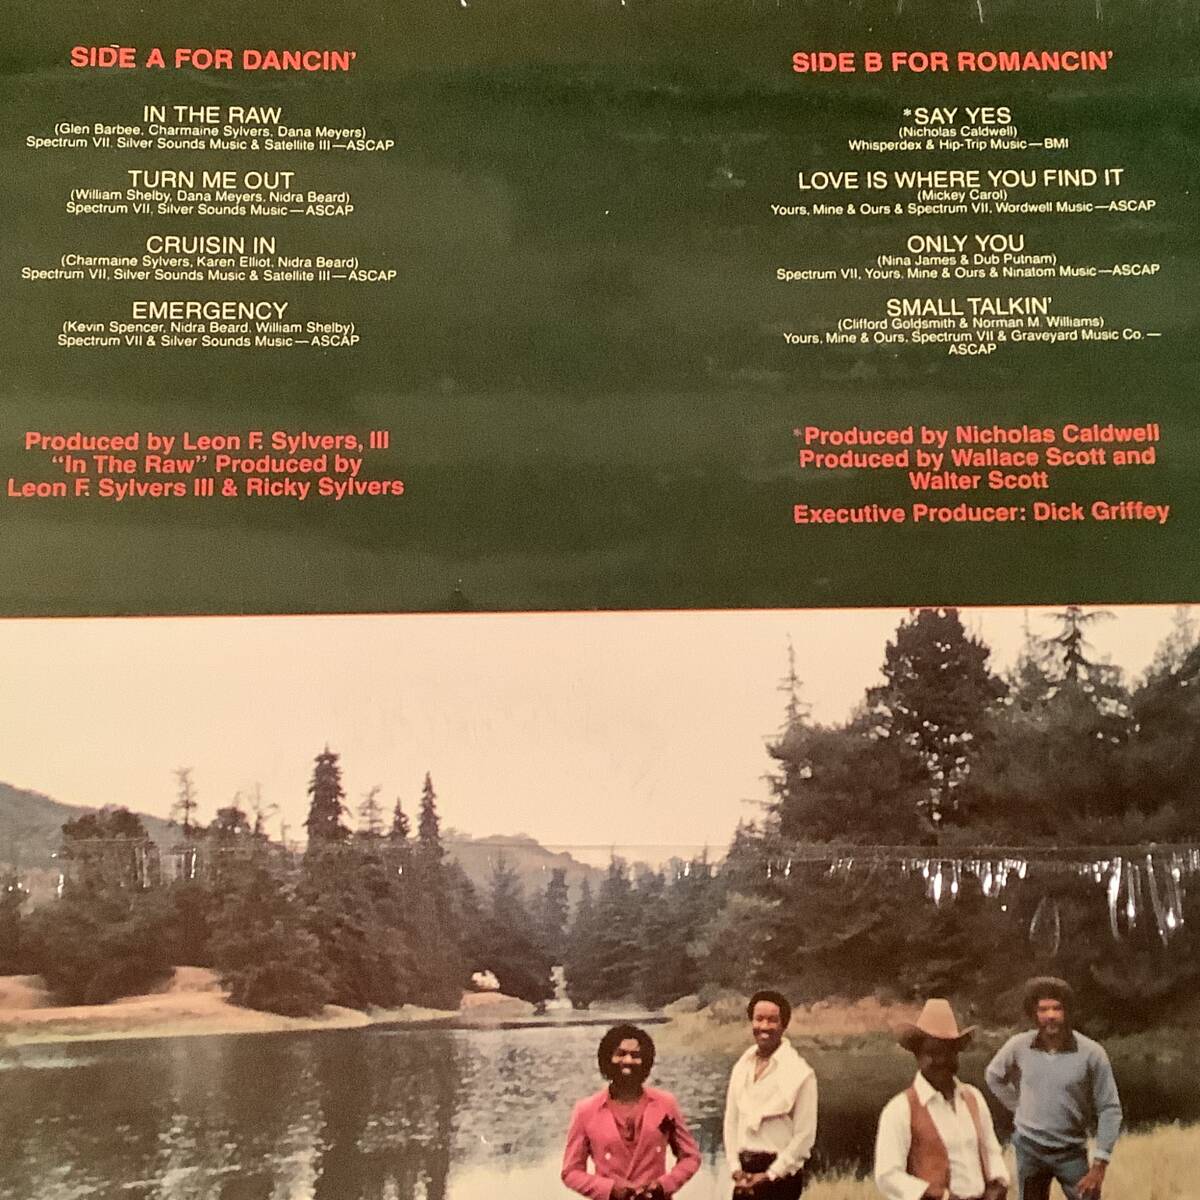 SIDE A FOR DANCIN'
IN THE RAW
(Glen Barbee, Charmaine Sylvers, Dana Meyers)
Spectrum VII, Silver Sounds Music & Satellite III—ASCAP
TURN ME OUT
(William Shelby, Dana Meyers, Nidra Beard)
Spectrum VII, Silver Sounds Music—ASCAP
CRUISIN IN
(Charmaine Sylvers, Karen Elliot, Nidra Beard)
Spectrum VII, Silver Sounds Music & Satellite III—ASCAP
EMERGENCY
(Kevin Spencer, Nidra Beard, William Shelby)
Spectrum VII & Silver Sounds Music—ASCAP
Produced by Leon F. Sylvers, III
"In The Raw" Produced by
Leon F. Sylvers III & Ricky Sylvers
SIDE B FOR ROMANCIN'
*SAY YES
(Nicholas Caldwell)
Whisperdex & Hip-Trip Music—BMI
LOVE IS WHERE YOU FIND IT
(Mickey Carol)
Yours, Mine & Ours & Spectrum VII, Wordwell Music—ASCAP
ONLY YOU
(Nina James & Dub Putnam)
Spectrum VII, Yours, Mine & Ours & Ninatom Music—ASCAP
SMALL TALKIN'
(Clifford Goldsmith & Norman M. Williams)
Yours, Mine & Ours, Spectrum VII & Graveyard Music Co.—
ASCAP
*Produced by Nicholas Caldwell
Produced by Wallace Scott and
Walter Scott
Executive Producer: Dick Griffey